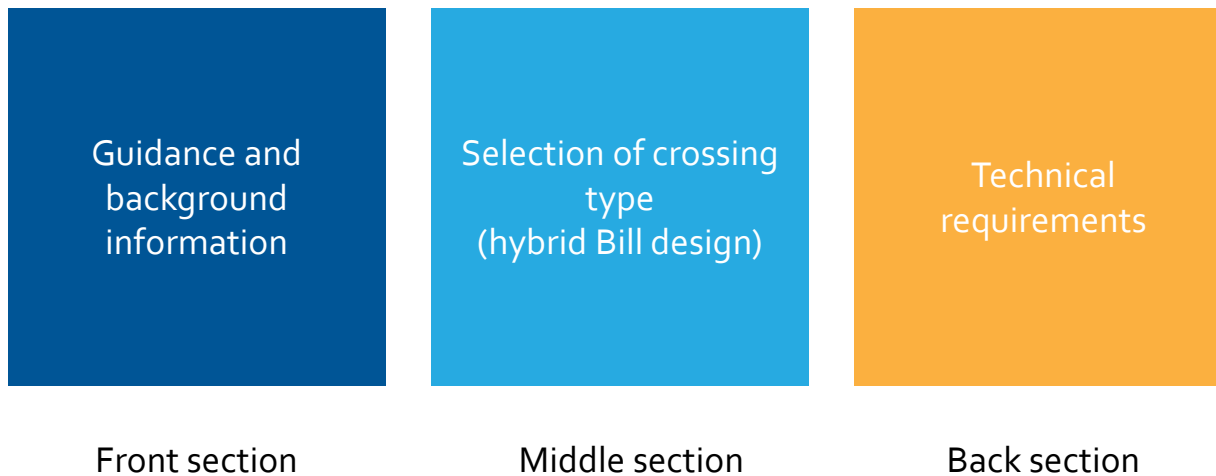 Guidance and
background
information
Selection of crossing
type
(hybrid Bill design)
Technical
requirements
Front section
Middle section
Back section